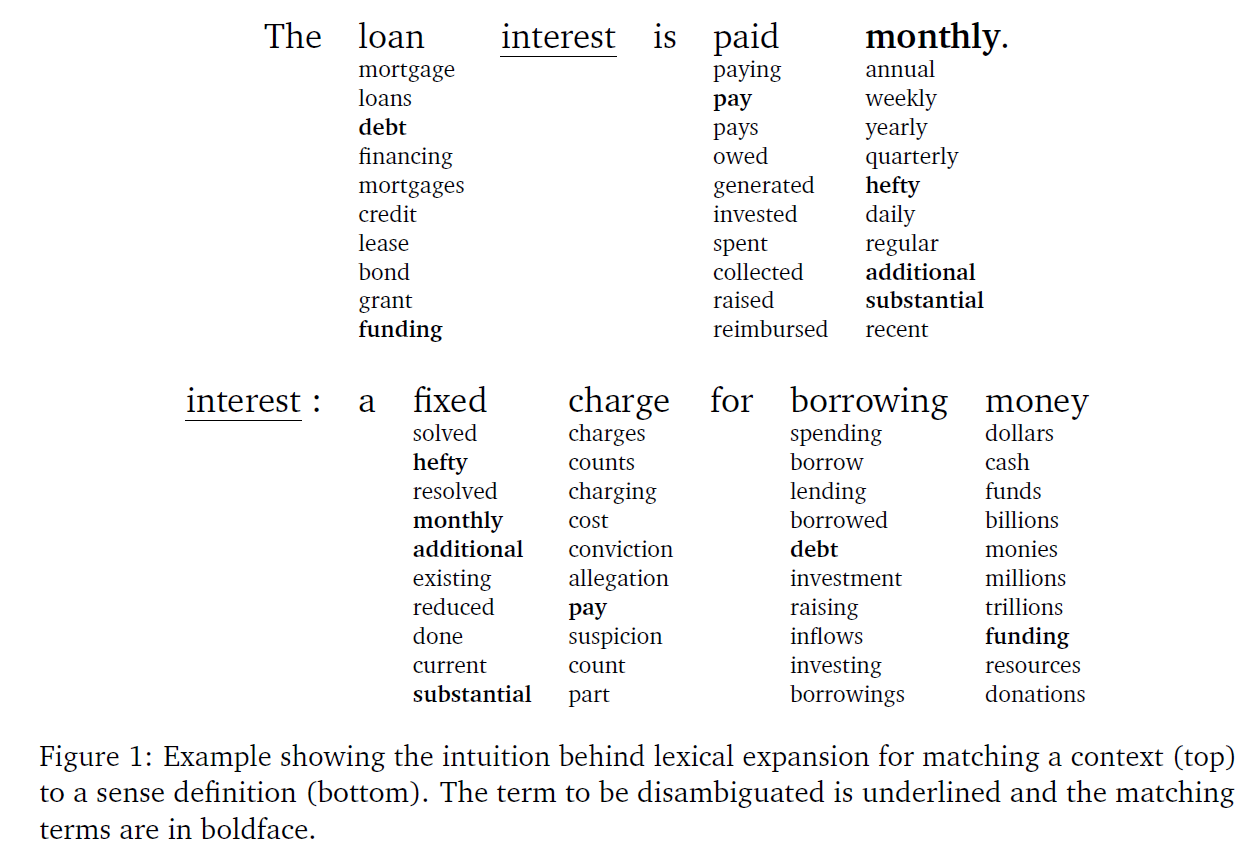 The loan interest is paid monthly.
mortgage paying annual
loans pay weekly
debt pays yearly
financing owed quarterly
mortgages generated hefty
credit invested daily
lease spent regular
bond collected additional
grant raised substantial
funding reimbursed recent
interest : a fixed charge for borrowing money
solved charges spending dollars
hefty counts borrow cash
resolved charging lending funds
monthly cost borrowed billions
additional conviction debt monies
existing allegation investment millions
reduced pay raising trillions
done suspicion inflows funding
current count investing resources
substantial part borrowings donations
Figure 1: Example showing the intuition behind lexical expansion for matching a context (top)
to a sense definition (bottom). The term to be disambiguated is underlined and the matching
terms are in boldface.